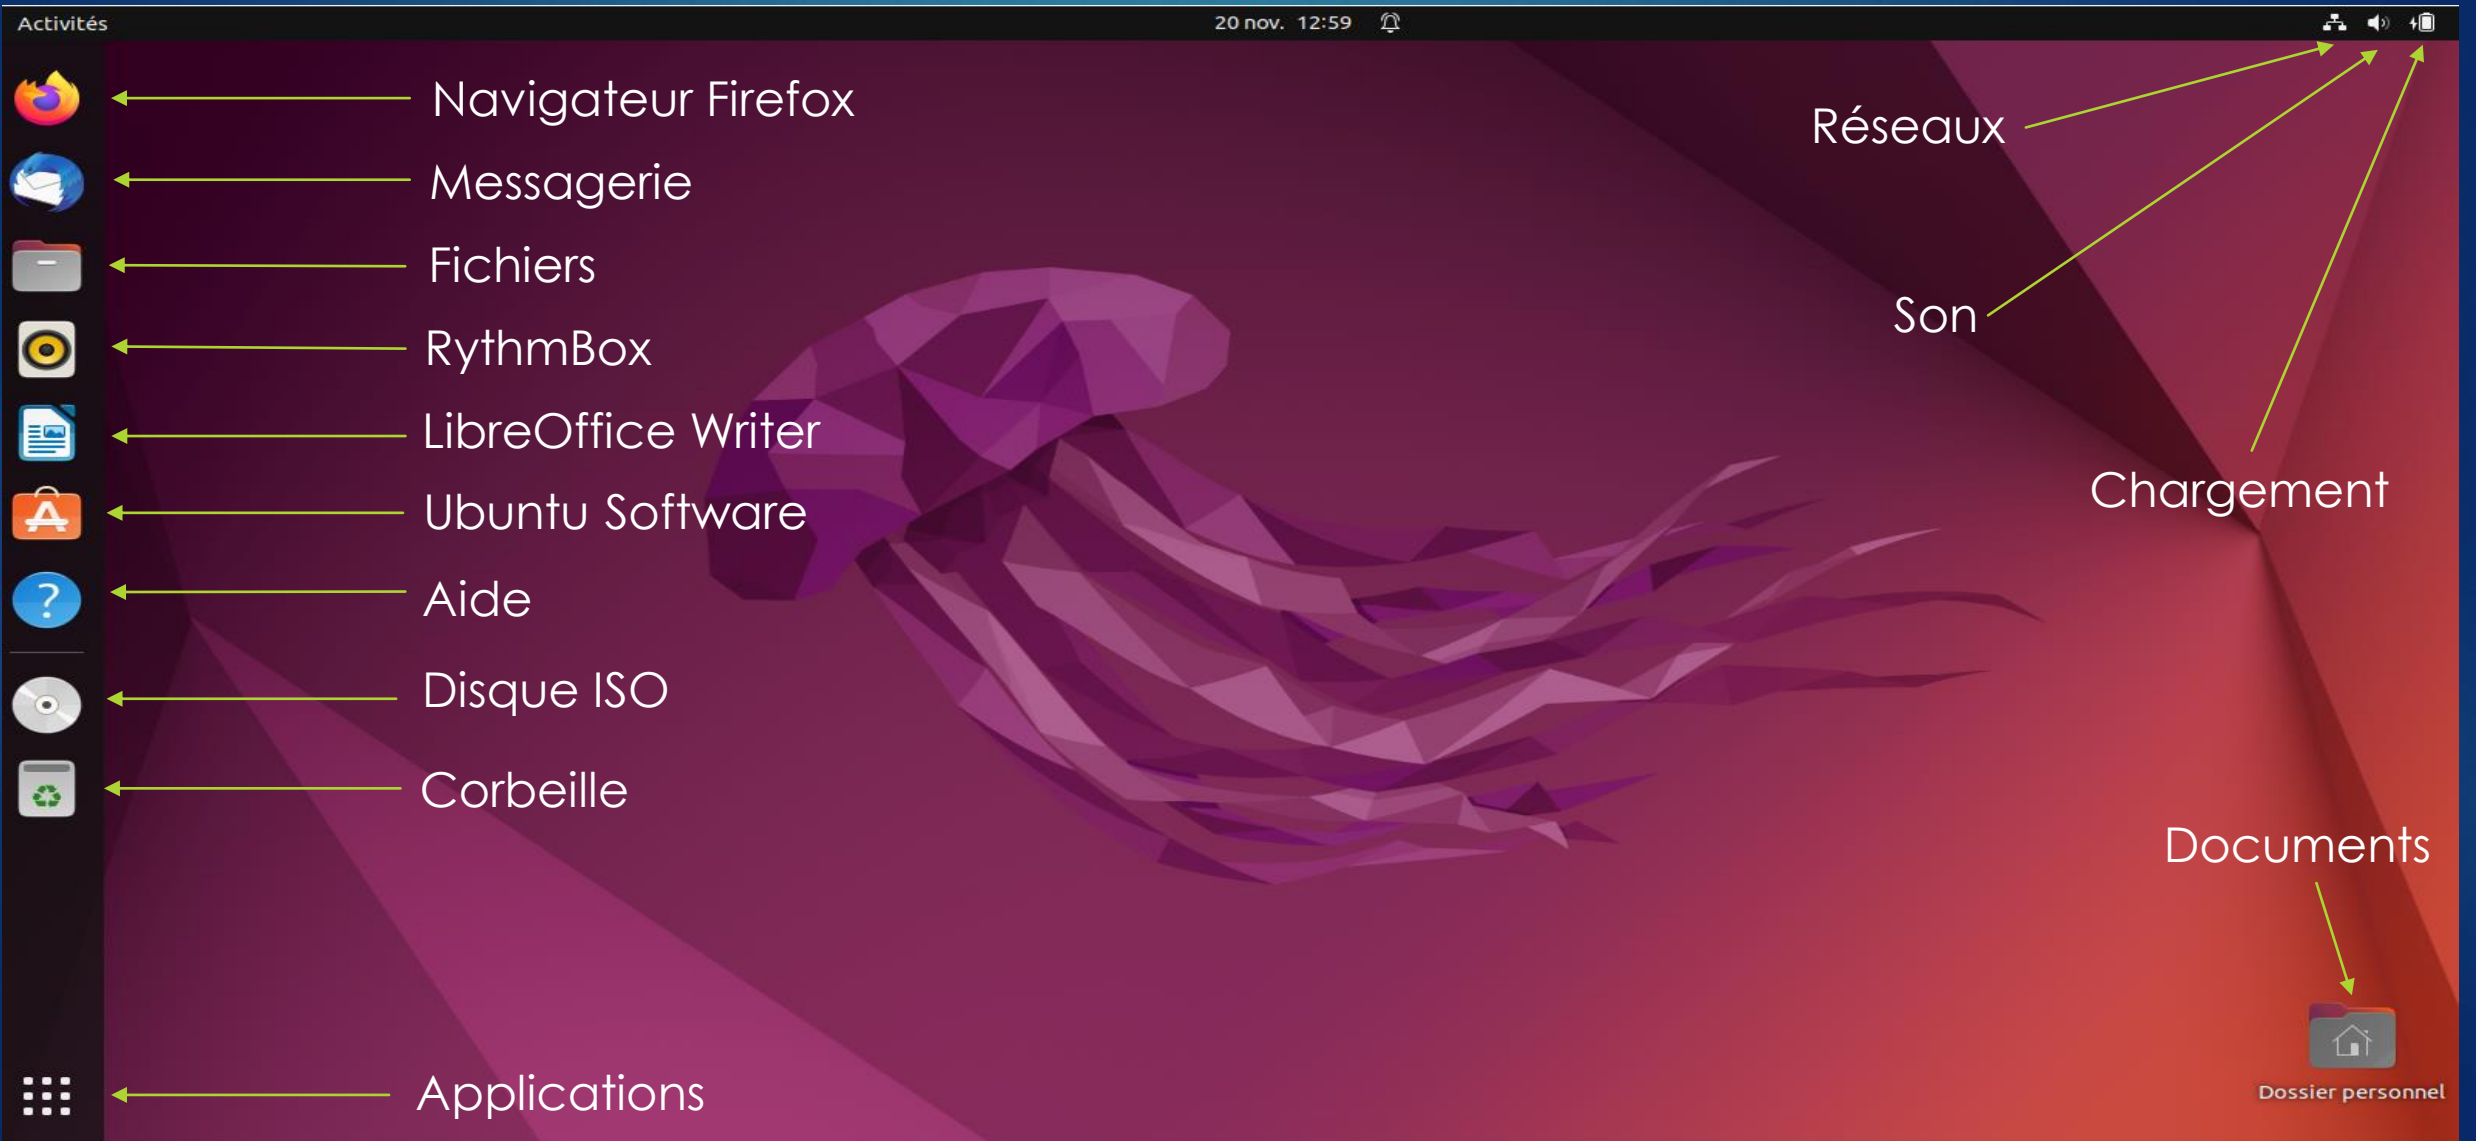 Activités
20 nov. 12:59
Navigateur Firefox
Réseaux
Messagerie
Fichiers
Son
RythmBox
LibreOffice Writer
Chargement
Ubuntu Software
Aide
Disque ISO
Corbeille
Documents
Applications
Dossier personnel